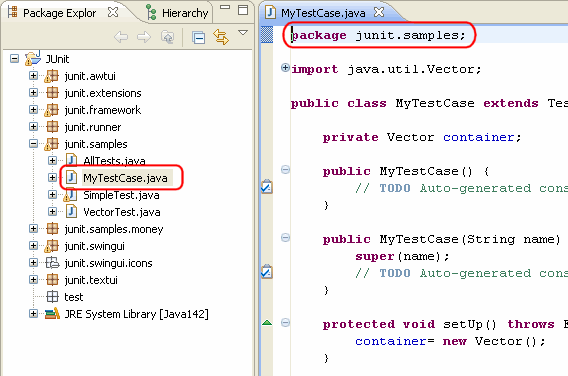 Package Explor
Hierarchy
JUnit
junit.awtui
junit.extensions
junit.framework
junit.runner
junit.samples
AllTests.java
MyTestCase.java
SimpleTest.java
VectorTest.java
junit.samples.money
junit.swingui
junit.swingui.icons
junit.textui
test
JRE System Library [Java142]
MyTestCase.java
package junit.samples;
import java.util.Vector;
public class MyTestCase extends Tes
private Vector container;
public MyTestCase() {
// TODO Auto-generated cons
}
public MyTestCase(String name)
super(name);
// TODO Auto-generated cons
}
protected void setUp() throws E
container= new Vector();
}